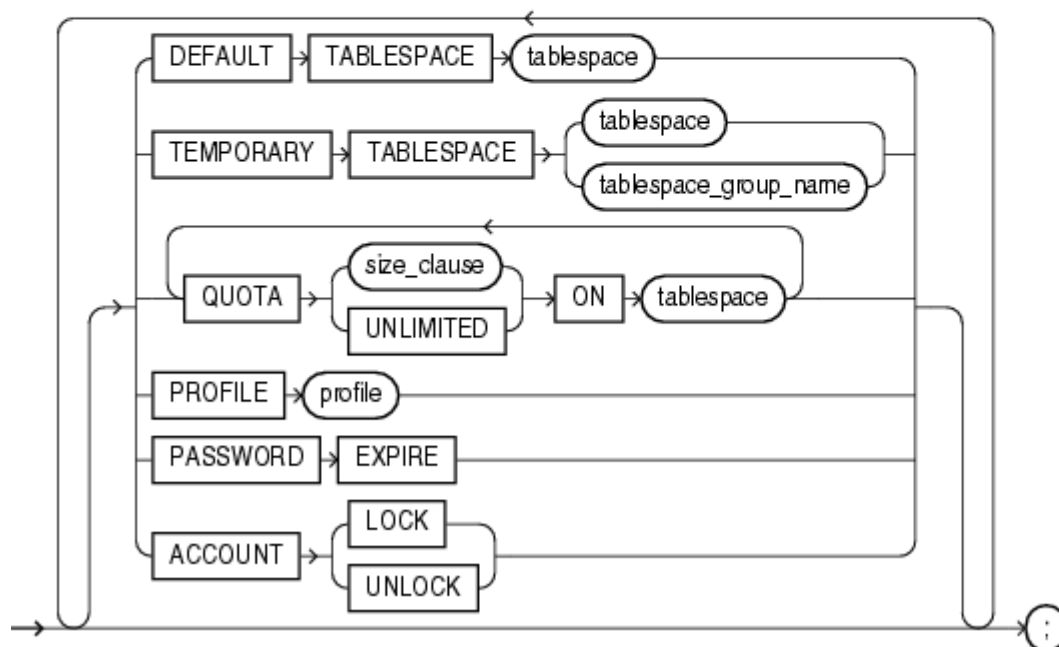 DEFAULT TABLESPACE tablespace
tablespace
TEMPORARY TABLESPACE
tablespace_group_name
size_clause
QUOTA ON tablespace
UNLIMITED
PROFILE profile
PASSWORD EXPIRE
LOCK
ACCOUNT
UNLOCK
;